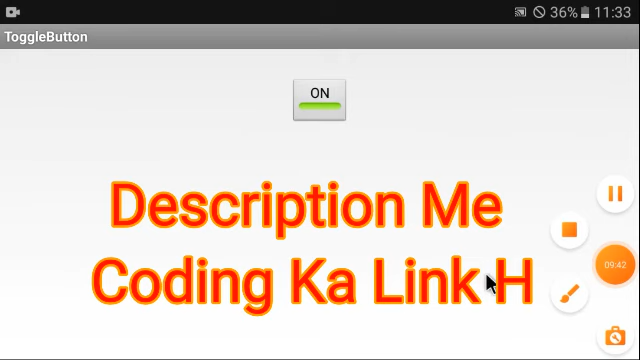 36% 11:33
ToggleButton
ON
Description Me
Coding Ka Link H
09:42